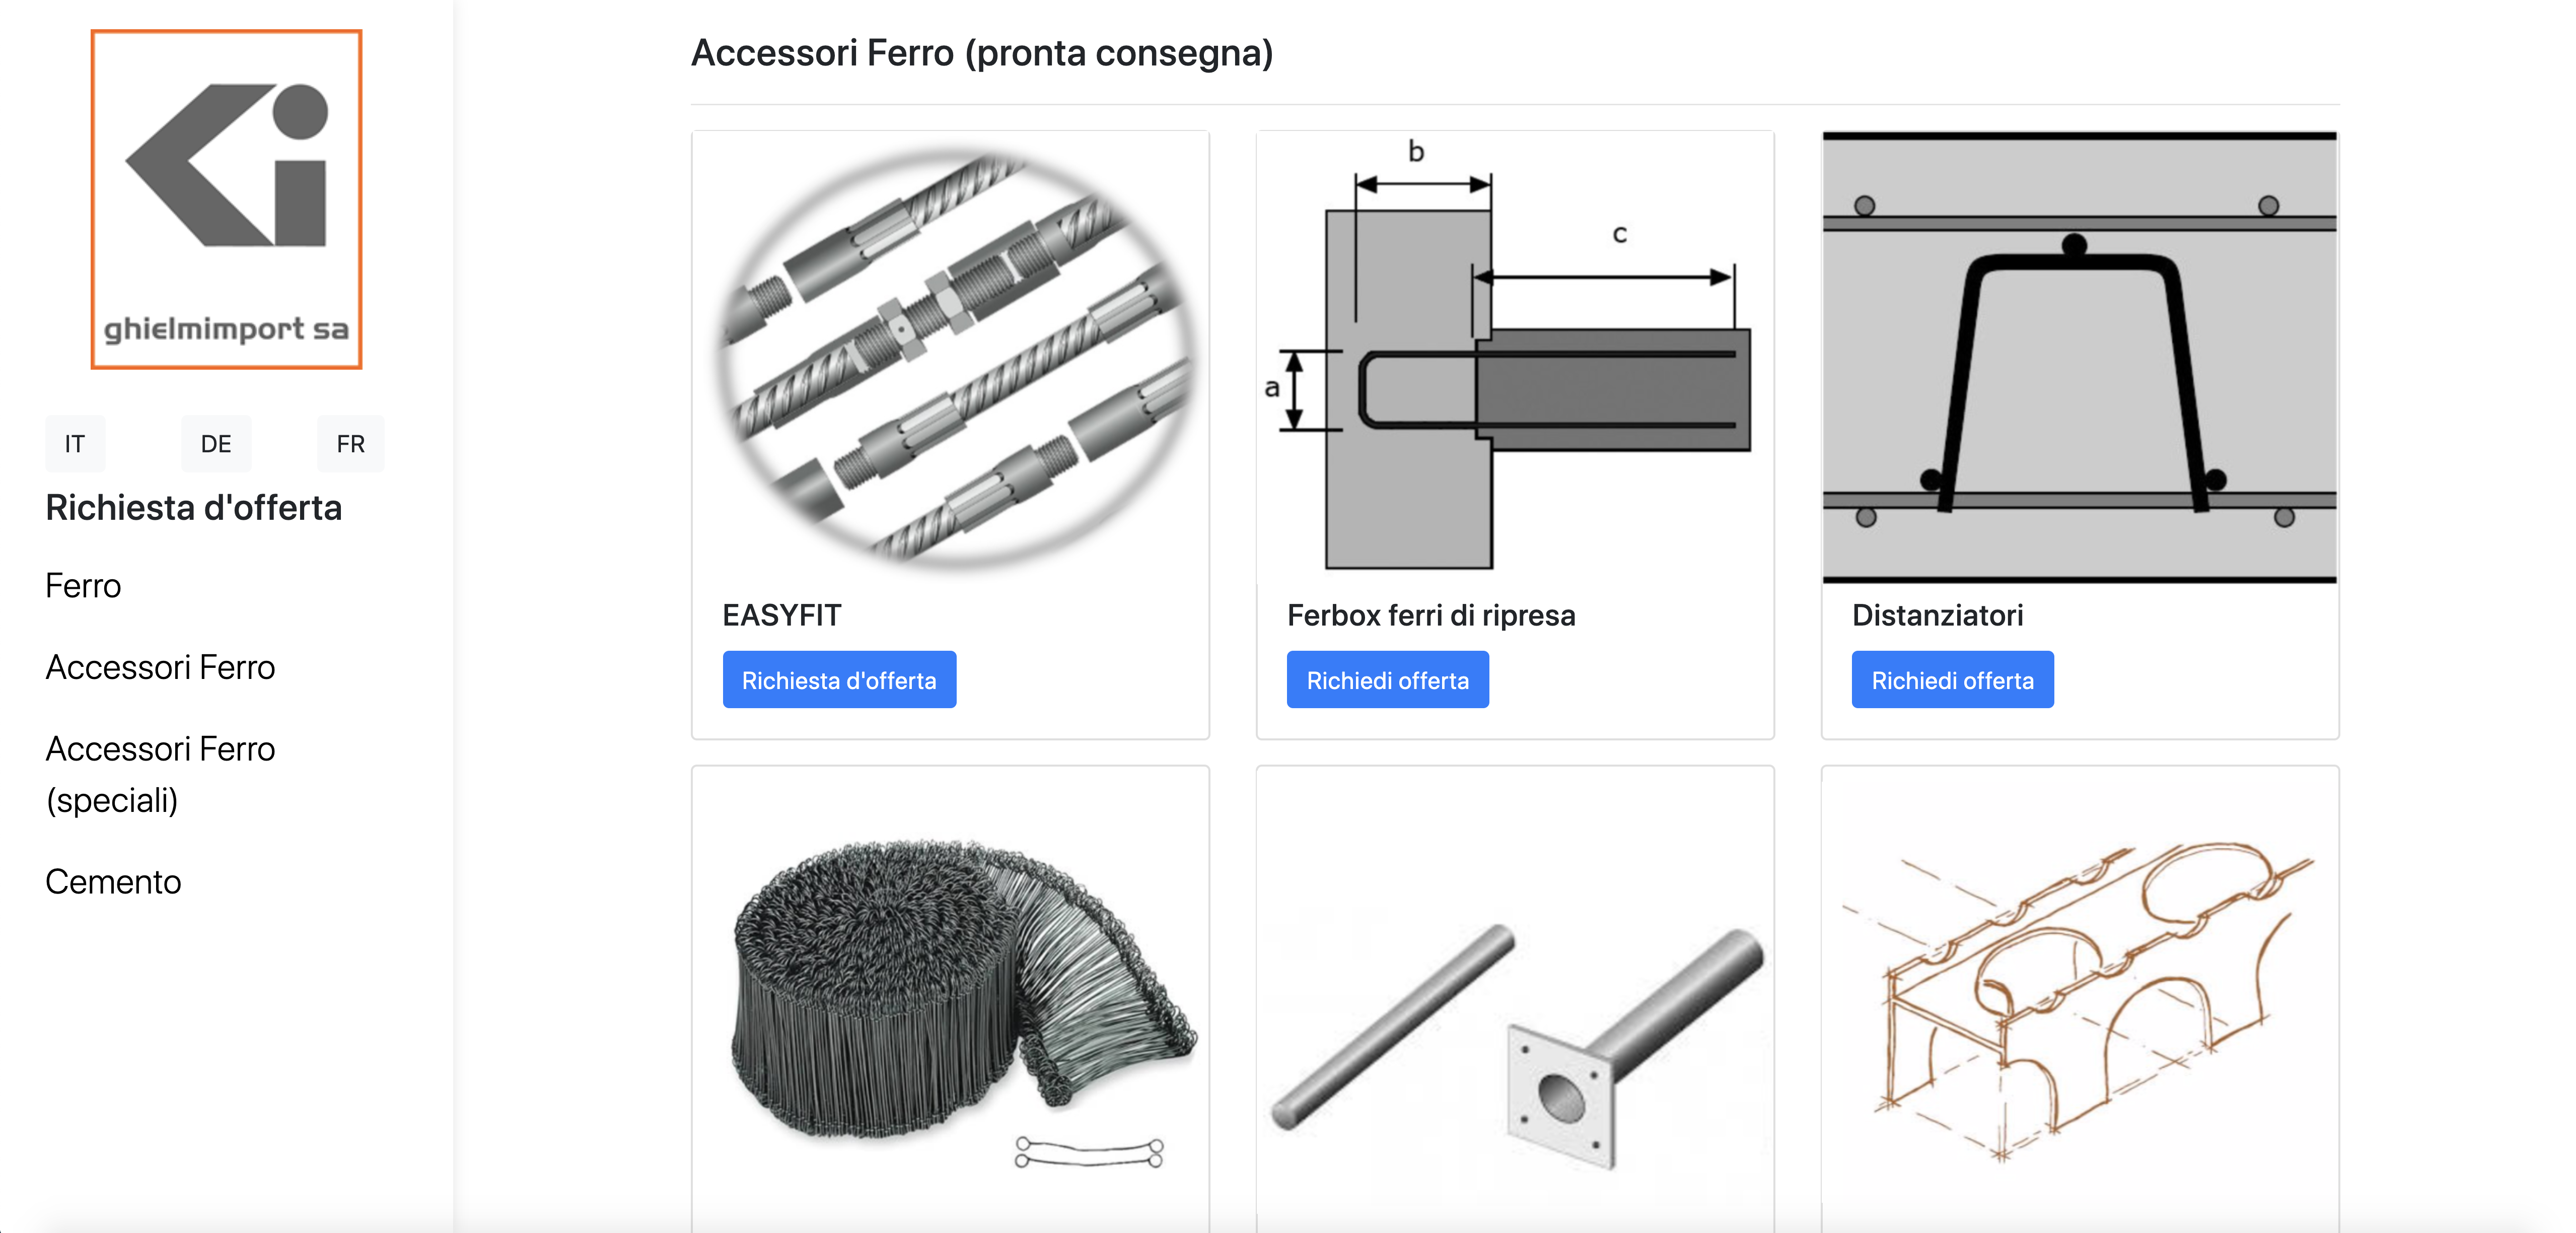 ghielmimport sa
IT
DE
FR
Richiesta d'offerta
Ferro
Accessori Ferro
Accessori Ferro
(speciali)
Cemento
Accessori Ferro (pronta consegna)
EASYFIT
Richiesta d'offerta
b
c
a
Ferbox ferri di ripresa
Richiedi offerta
Distanziatori
Richiedi offerta